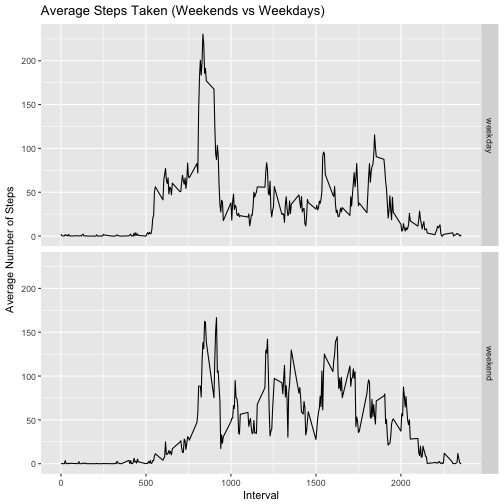 Average Steps Taken (Weekends vs Weekdays)
Average Number of Steps
200
150
100
50
0
weekday
200
150
100
50
0
weekend
0 500 1000 1500 2000
Interval